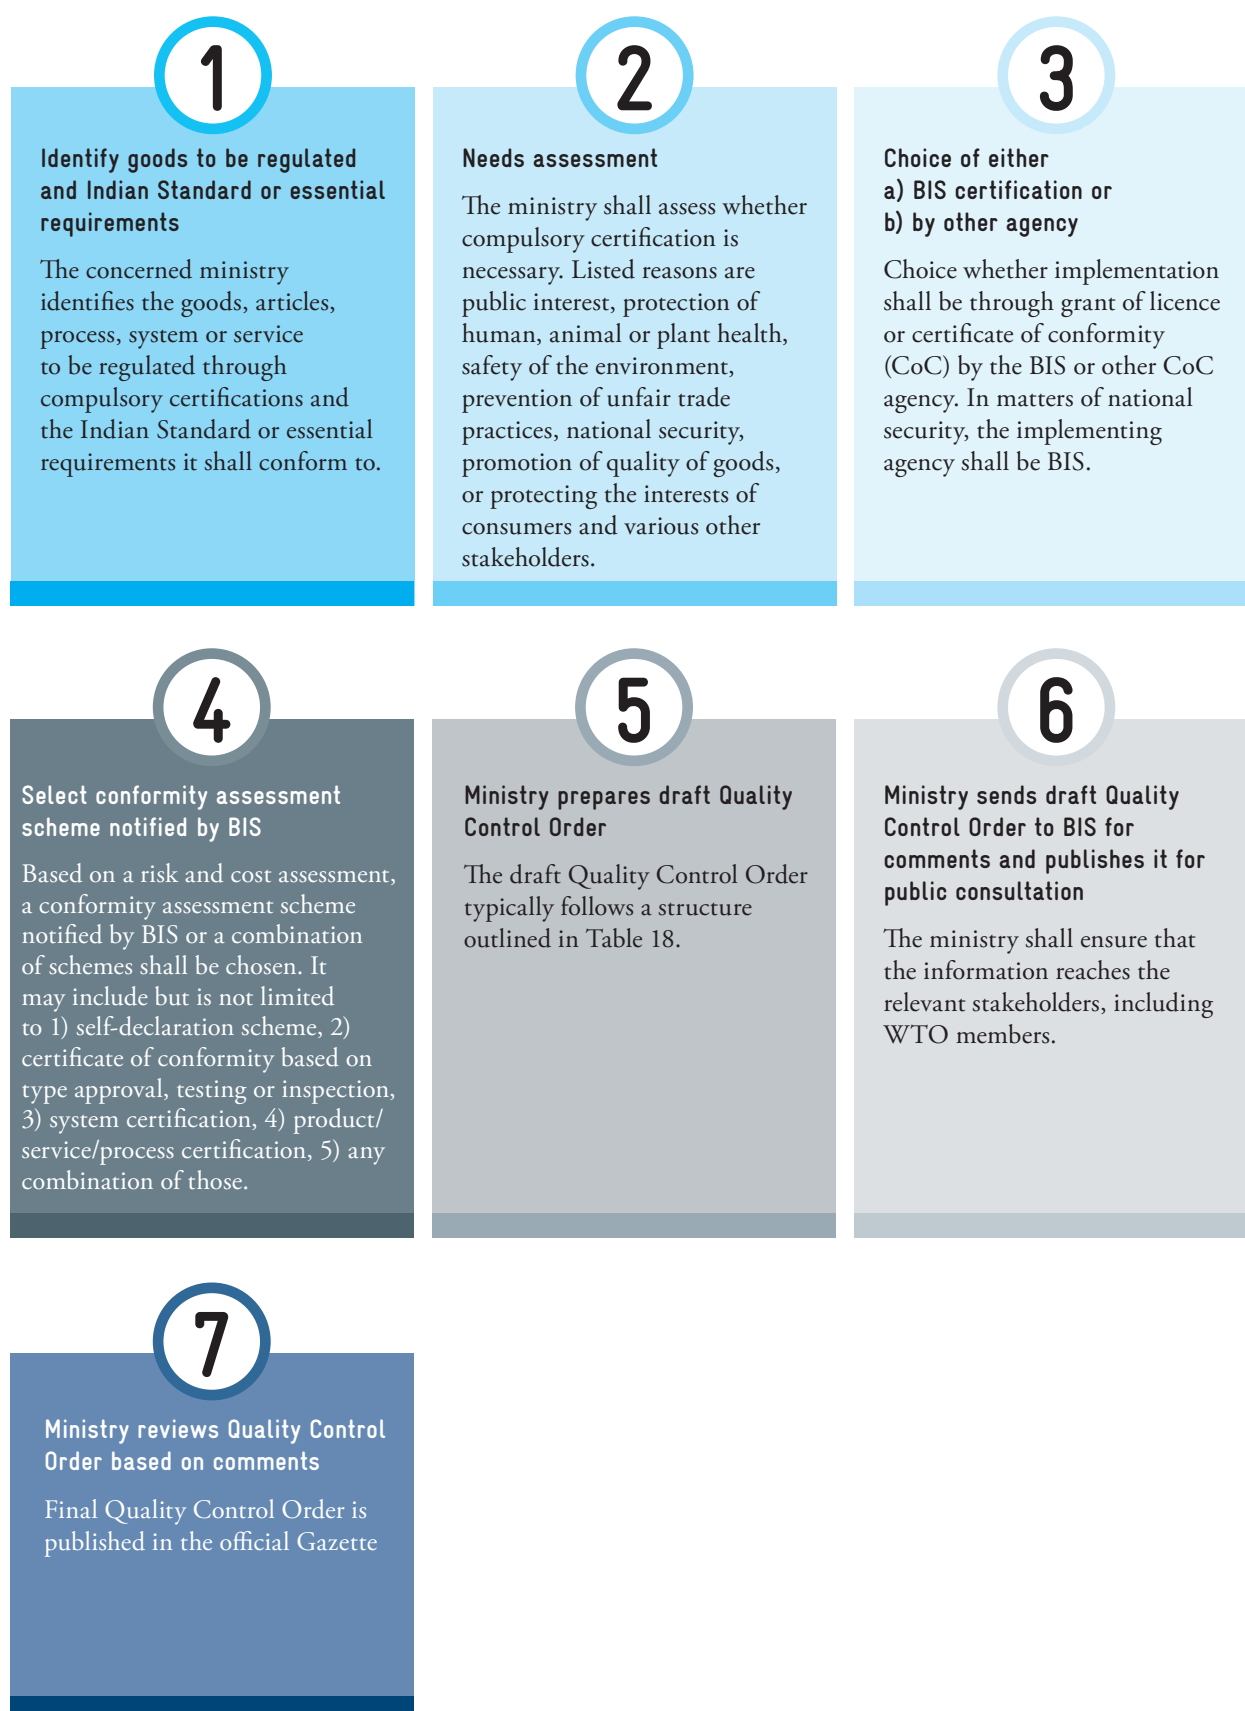 1
Identify goods to be regulated
and Indian Standard or essential
requirements
The concerned ministry
identifies the goods, articles,
process, system or service
to be regulated through
compulsory certifications and
the Indian Standard or essential
requirements it shall conform to.
2
Needs assessment
The ministry shall assess whether
compulsory certification is
necessary. Listed reasons are
public interest, protection of
human, animal or plant health,
safety of the environment,
prevention of unfair trade
practices, national security,
promotion of quality of goods,
or protecting the interests of
consumers and various other
stakeholders.
3
Choice of either
a) BIS certification or
b) by other agency
Choice whether implementation
shall be through grant of licence
or certificate of conformity
(CoC) by the BIS or other CoC
agency. In matters of national
security, the implementing
agency shall be BIS.
4
Select conformity assessment
scheme notified by BIS
Based on a risk and cost assessment,
a conformity assessment scheme
notified by BIS or a combination
of schemes shall be chosen. It
may include but is not limited
to 1) self-declaration scheme, 2)
certificate of conformity based on
type approval, testing or inspection,
3) system certification, 4) product/
service/process certification, 5) any
combination of those.
5
Ministry prepares draft Quality
Control Order
The draft Quality Control Order
typically follows a structure
outlined in Table 18.
6
Ministry sends draft Quality
Control Order to BIS for
comments and publishes it for
public consultation
The ministry shall ensure that
the information reaches the
relevant stakeholders, including
WTO members.
7
Ministry reviews Quality Control
Order based on comments
Final Quality Control Order is
published in the official Gazette